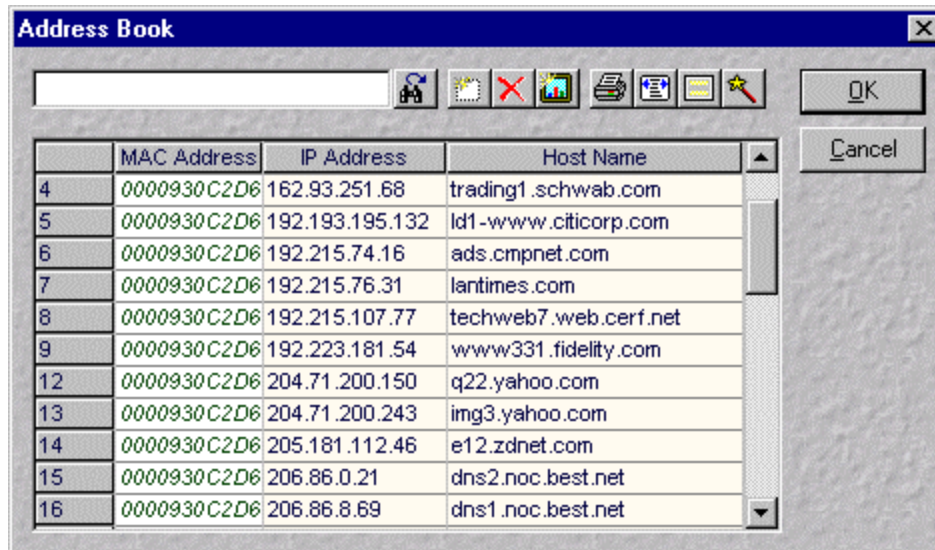 Address Book
OK
Cancel
MAC Address IP Address Host Name
4 0000930C2D6 162.93.251.68 trading1.schwab.com
5 0000930C2D6 192.193.195.132 ld1-www.citicorp.com
6 0000930C2D6 192.215.74.16 ads.cmpnet.com
7 0000930C2D6 192.215.76.31 lantimes.com
8 0000930C2D6 192.215.107.77 techweb7.web.cerf.net
9 0000930C2D6 192.223.181.54 www331.fidelity.com
12 0000930C2D6 204.71.200.150 q22.yahoo.com
13 0000930C2D6 204.71.200.243 img3.yahoo.com
14 0000930C2D6 205.181.112.46 e12.zdnet.com
15 0000930C2D6 206.86.0.21 dns2.noc.best.net
16 0000930C2D6 206.86.8.69 dns1.noc.best.net